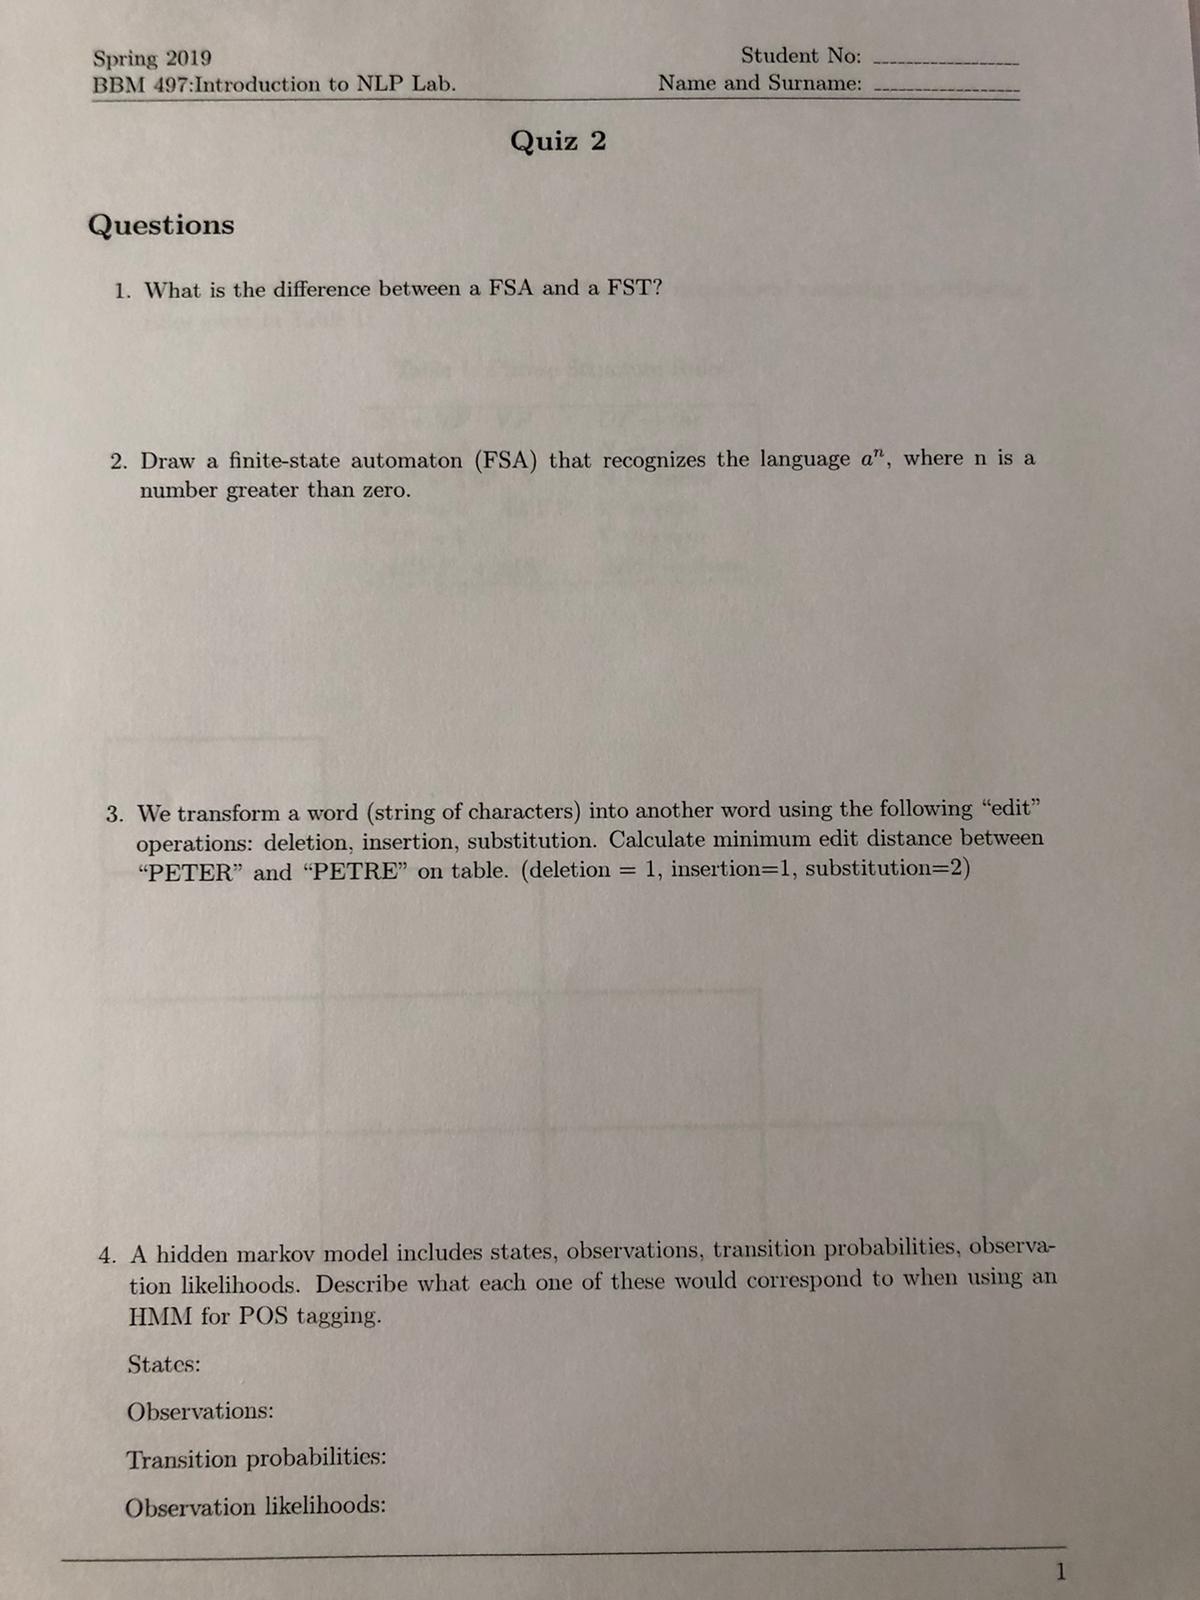 Spring 2019
Student No:
BBM 497:Introduction to NLP Lab.
Name and Surname:
Quiz 2
Questions
1. What is the difference between a FSA and a FST?
2. Draw a finite-state automaton (FSA) that recognizes the language aⁿ, where n is a
number greater than zero.
3. We transform a word (string of characters) into another word using the following “edit”
operations: deletion, insertion, substitution. Calculate minimum edit distance between
“PETER” and “PETRE” on table. (deletion = 1, insertion=1, substitution=2)
4. A hidden markov model includes states, observations, transition probabilities, observa-
tion likelihoods. Describe what each one of these would correspond to when using an
HMM for POS tagging.
States:
Observations:
Transition probabilities:
Observation likelihoods:
1